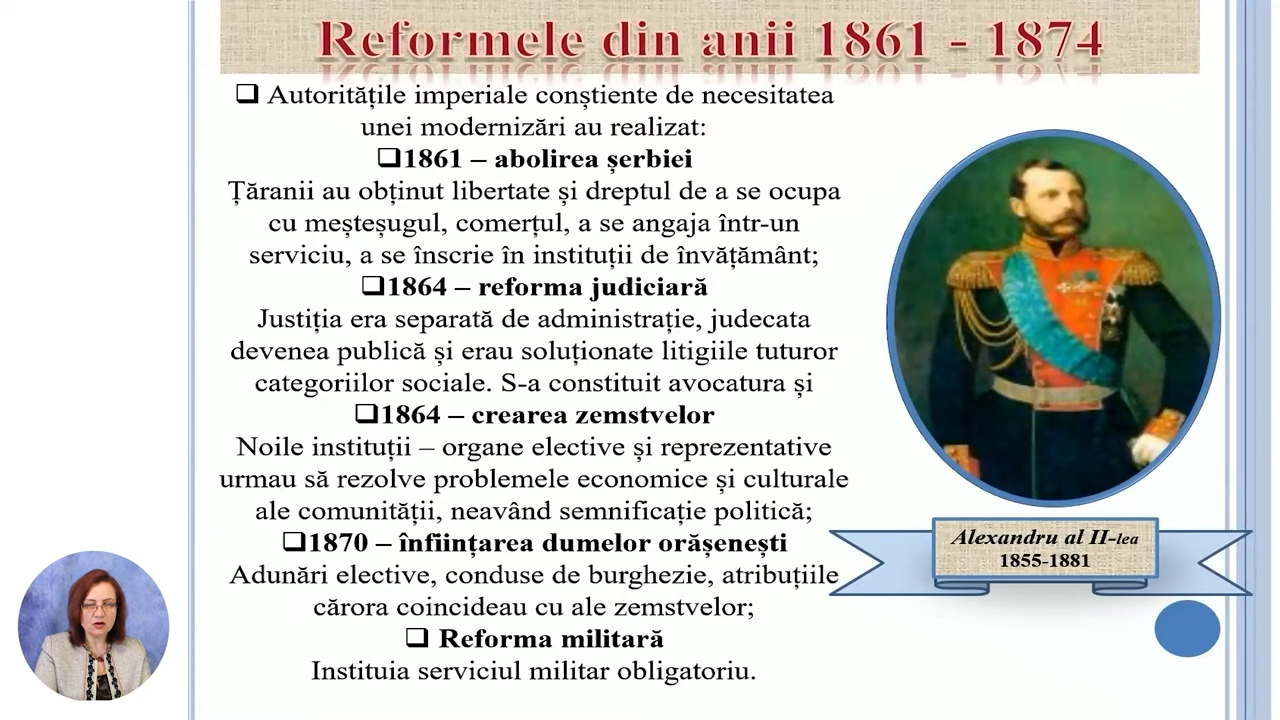 Reformele din anii 1861 - 1874
❑ Autoritățile imperiale conștiente de necesitatea
unei modernizări au realizat:
❑1861 – abolirea șerbiei
Țăranii au obținut libertate și dreptul de a se ocupa
cu meșteșugul, comerțul, a se angaja într-un
serviciu, a se înscrie în instituții de învățământ;
❑1864 – reforma judiciară
Justiția era separată de administrație, judecata
devenea publică și erau soluționate litigiile tuturor
categoriilor sociale. S-a constituit avocatura și
❑1864 – crearea zemstvelor
Noile instituții – organe elective și reprezentative
urmau să rezolve problemele economice și culturale
ale comunității, neavând semnificație politică;
❑1870 – înființarea dumelor orășenești
Adunări elective, conduse de burghezie, atribuțiile
cărora coincideau cu ale zemstvelor;
❑ Reforma militară
Instituia serviciul militar obligatoriu.
Alexandru al II-lea
1855-1881